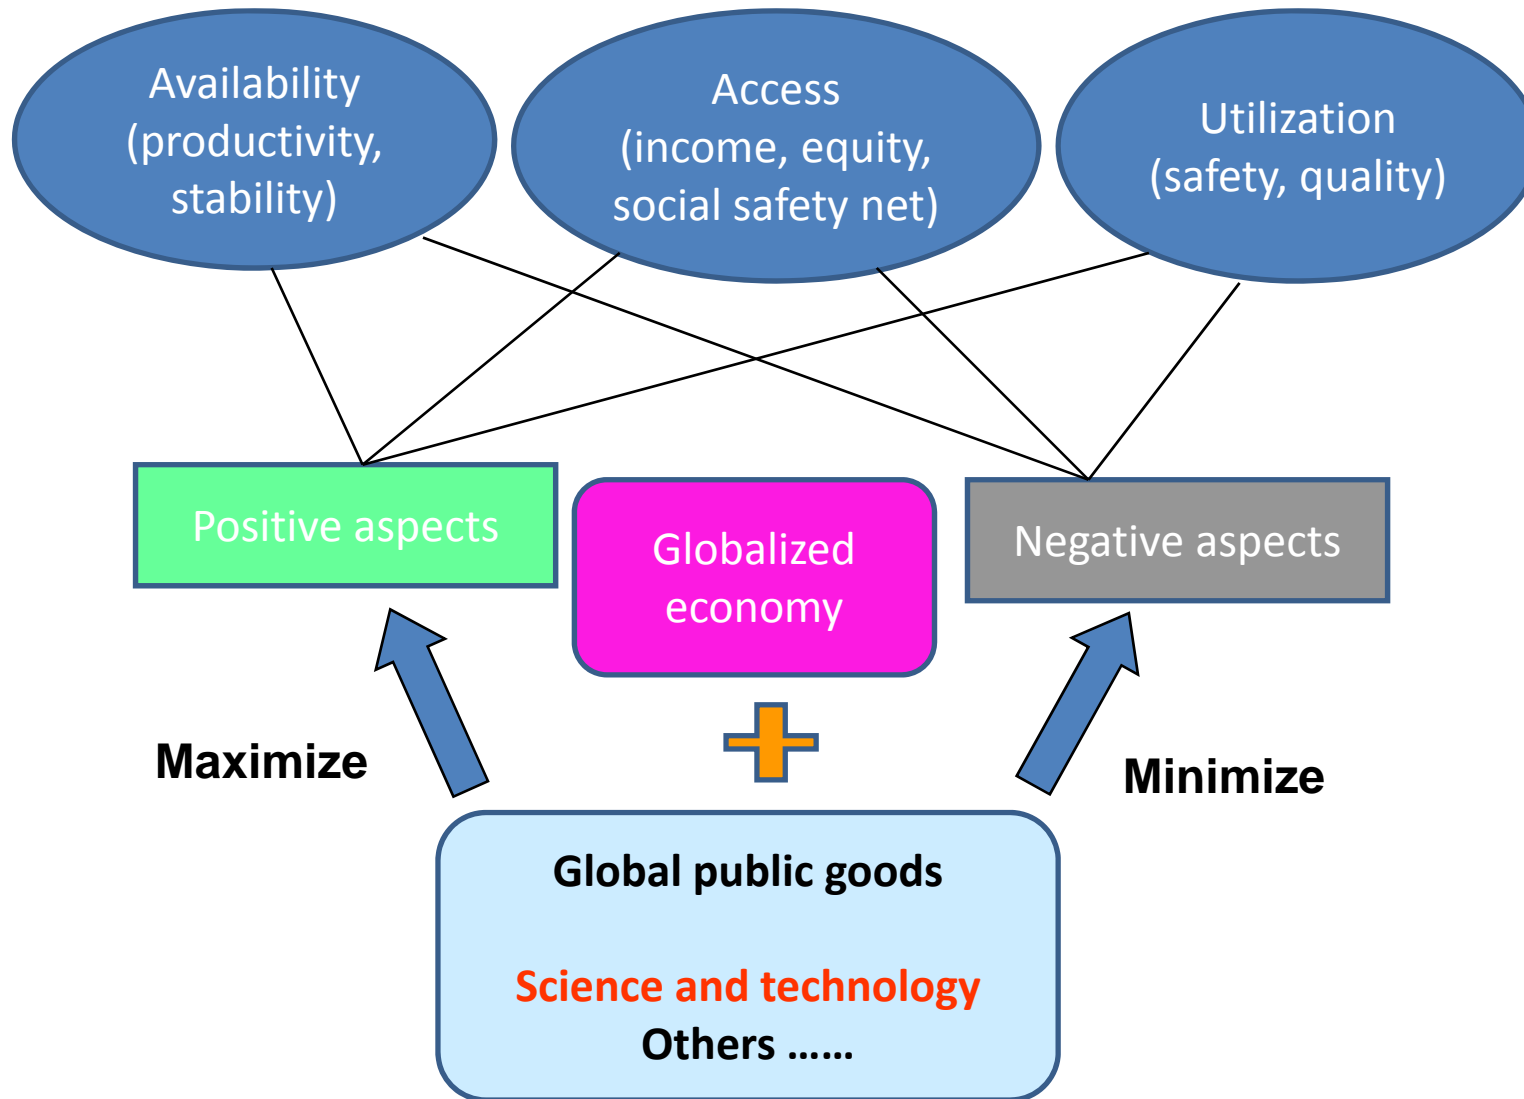 Availability
(productivity,
stability)
Access
(income, equity,
social safety net)
Utilization
(safety, quality)
Positive aspects
Globalized
economy
Negative aspects
Maximize
Minimize
Global public goods
Science and technology
Others ......